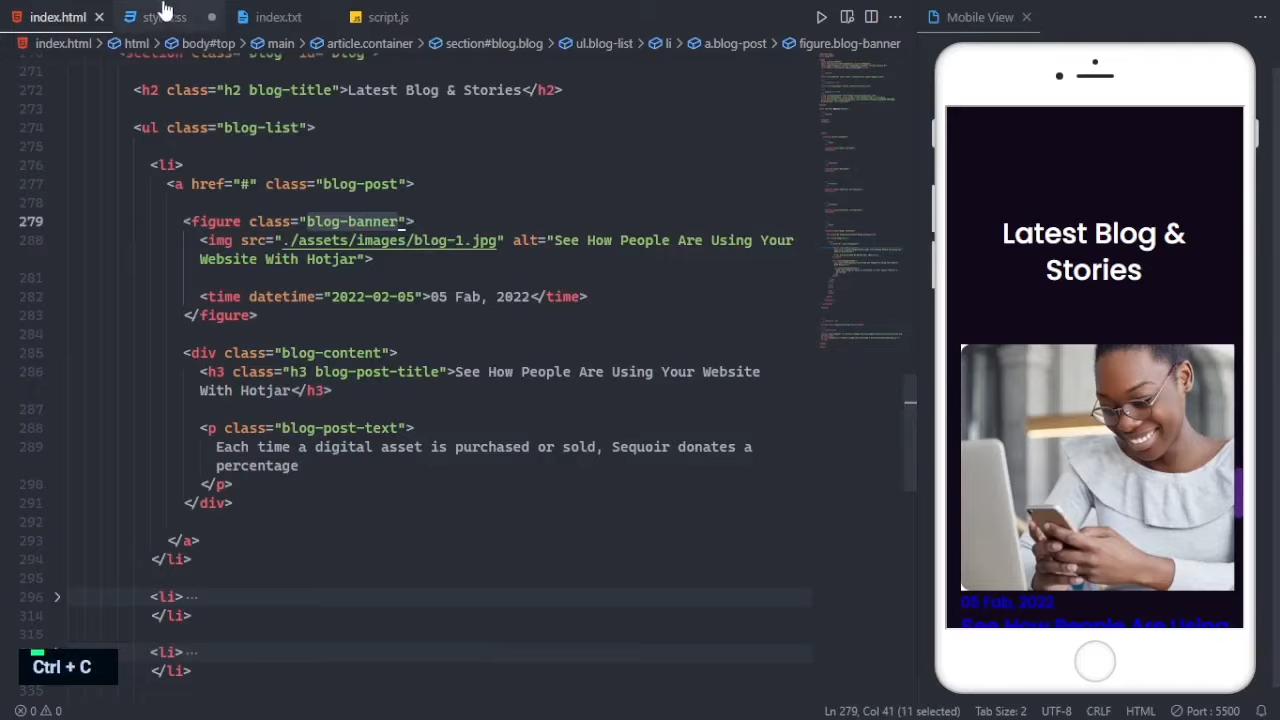 index.html
style.css
index.txt
script.js
Mobile View
index.html > html > body#top > main > article.container > section#blog.blog > ul.blog-list > li > a.blog-post > figure.blog-banner
271
272 <h2 class="h2 blog-title">Latest Blog & Stories</h2>
273
274 <ul class="blog-list">
275
276 <li>
277 <a href="#" class="blog-post">
278
279 <figure class="blog-banner">
280 <img src="./assets/images/blog-1.jpg" alt="See How People Are Using Your
Website With Hotjar">
281
282 <time datetime="2022-02-05">05 Fab, 2022</time>
283 </figure>
284
285 <div class="blog-content">
286 <h3 class="h3 blog-post-title">See How People Are Using Your Website
With Hotjar</h3>
287
288 <p class="blog-post-text">
289 Each time a digital asset is purchased or sold, Sequoir donates a
percentage
290 </p>
291 </div>
292
293 </a>
294 </li>
295
296 <li> ...
314 </li>
315
<li> ...
</li>
335
Ctrl + C
Latest Blog &
Stories
05 Fab, 2022
See How People Are Using
0 0
Ln 279, Col 41 (11 selected)
Tab Size: 2
UTF-8
CRLF
HTML
Port : 5500